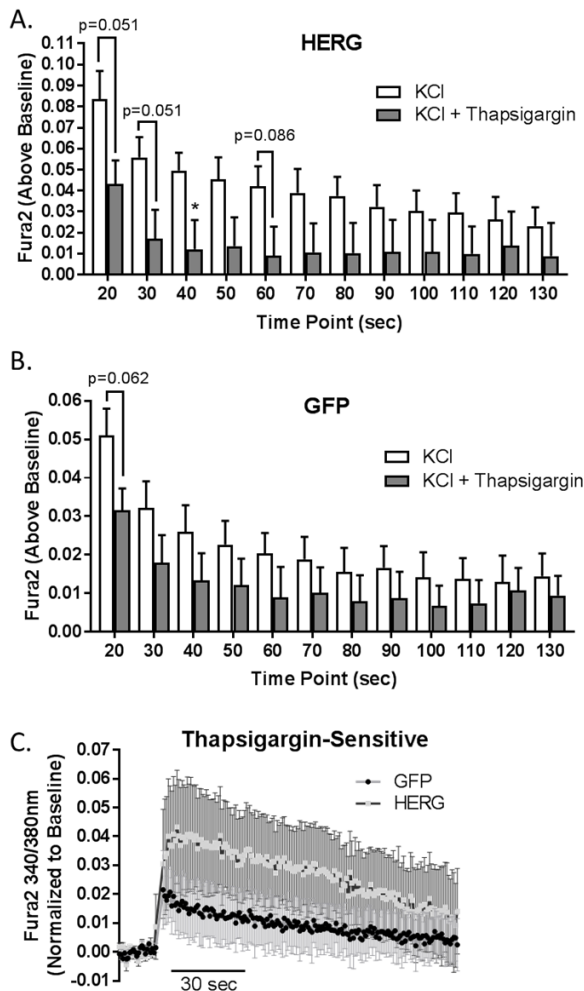 A.
p=0.051
HERG
0.11
0.10
0.09
0.08
0.07
0.06
0.05
0.04
0.03
0.02
0.01
0.00
Fura2 (Above Baseline)
p=0.051
p=0.086
*
KCl
KCl + Thapsigargin
20 30 40 50 60 70 80 90 100 110 120 130
Time Point (sec)
B.
p=0.062
GFP
0.06
0.05
0.04
0.03
0.02
0.01
0.00
Fura2 (Above Baseline)
KCl
KCl + Thapsigargin
20 30 40 50 60 70 80 90 100 110 120 130
Time Point (sec)
C.
Thapsigargin-Sensitive
0.07
0.06
0.05
0.04
0.03
0.02
0.01
0.00
-0.01
Fura2 340/380nm
(Normalized to Baseline)
GFP
HERG
30 sec